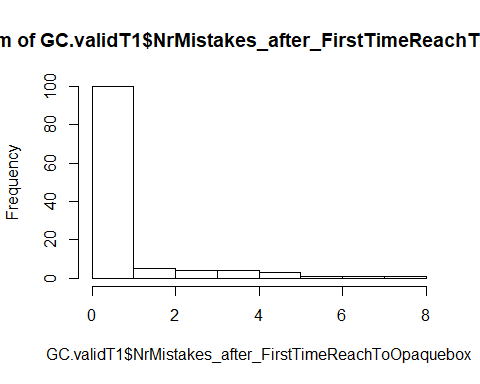 m of GC.validT1$NrMistakes_after_FirstTimeReachT
100
80
60
40
20
0
Frequency
0 2 4 6 8
GC.validT1$NrMistakes_after_FirstTimeReachToOpaquebox